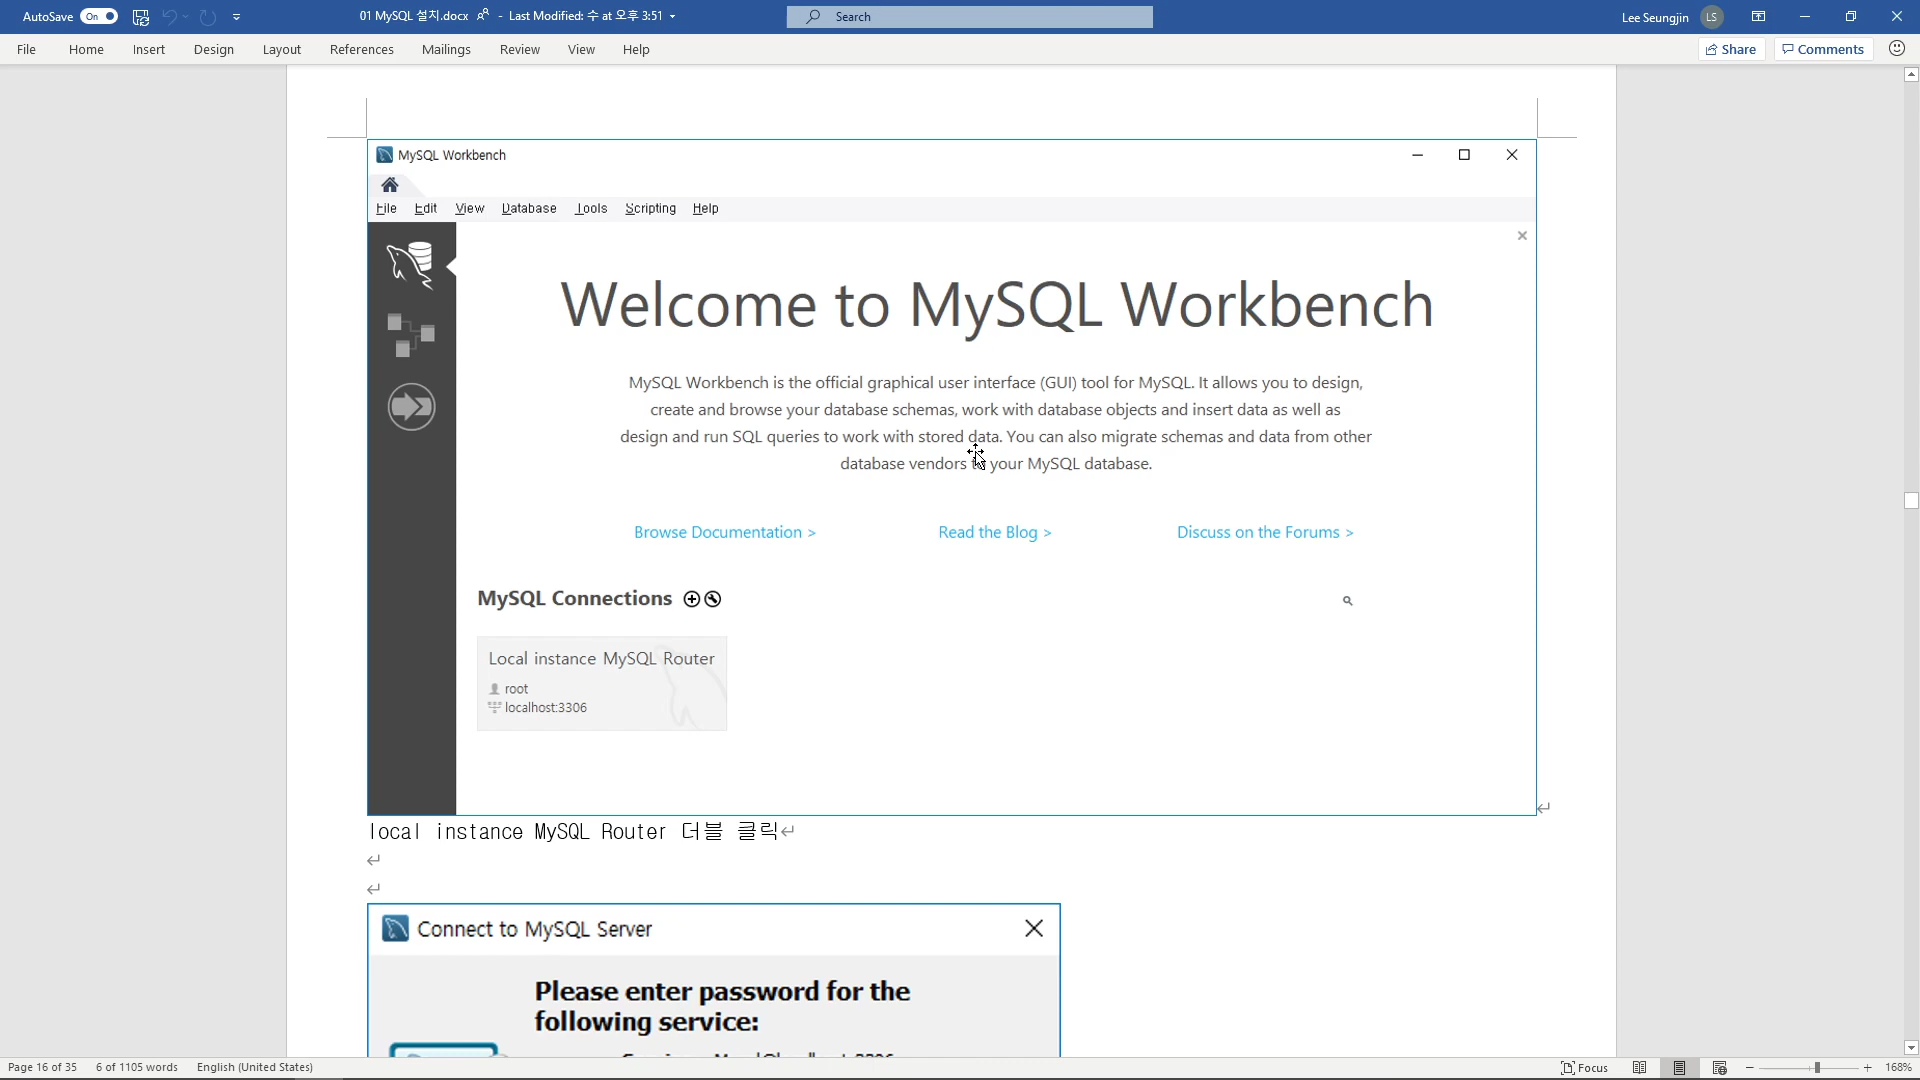 AutoSave On 01 MySQL 설치.docx - Last Modified: 수 at 오후 3:51 Search Lee Seungjin LS
File Home Insert Design Layout References Mailings Review View Help Share Comments
MySQL Workbench
File Edit View Database Tools Scripting Help
Welcome to MySQL Workbench
MySQL Workbench is the official graphical user interface (GUI) tool for MySQL. It allows you to design,
create and browse your database schemas, work with database objects and insert data as well as
design and run SQL queries to work with stored data. You can also migrate schemas and data from other
database vendors to your MySQL database.
Browse Documentation > Read the Blog > Discuss on the Forums >
MySQL Connections
Local instance MySQL Router
root
localhost:3306
local instance MySQL Router 더블 클릭
Connect to MySQL Server
Please enter password for the
following service:
Page 16 of 35 6 of 1105 words English (United States) Focus 168%